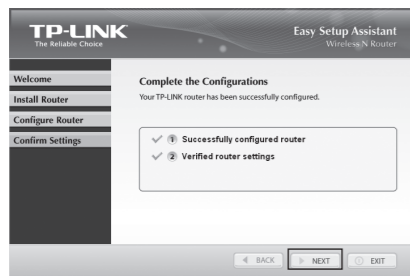 TP-LINK
The Reliable Choice
Easy Setup Assistant
Wireless N Router
Welcome
Install Router
Configure Router
Confirm Settings
Complete the Configurations
Your TP-LINK router has been successfully configured.
1 Successfully configured router
2 Verified router settings
BACK
NEXT
EXIT